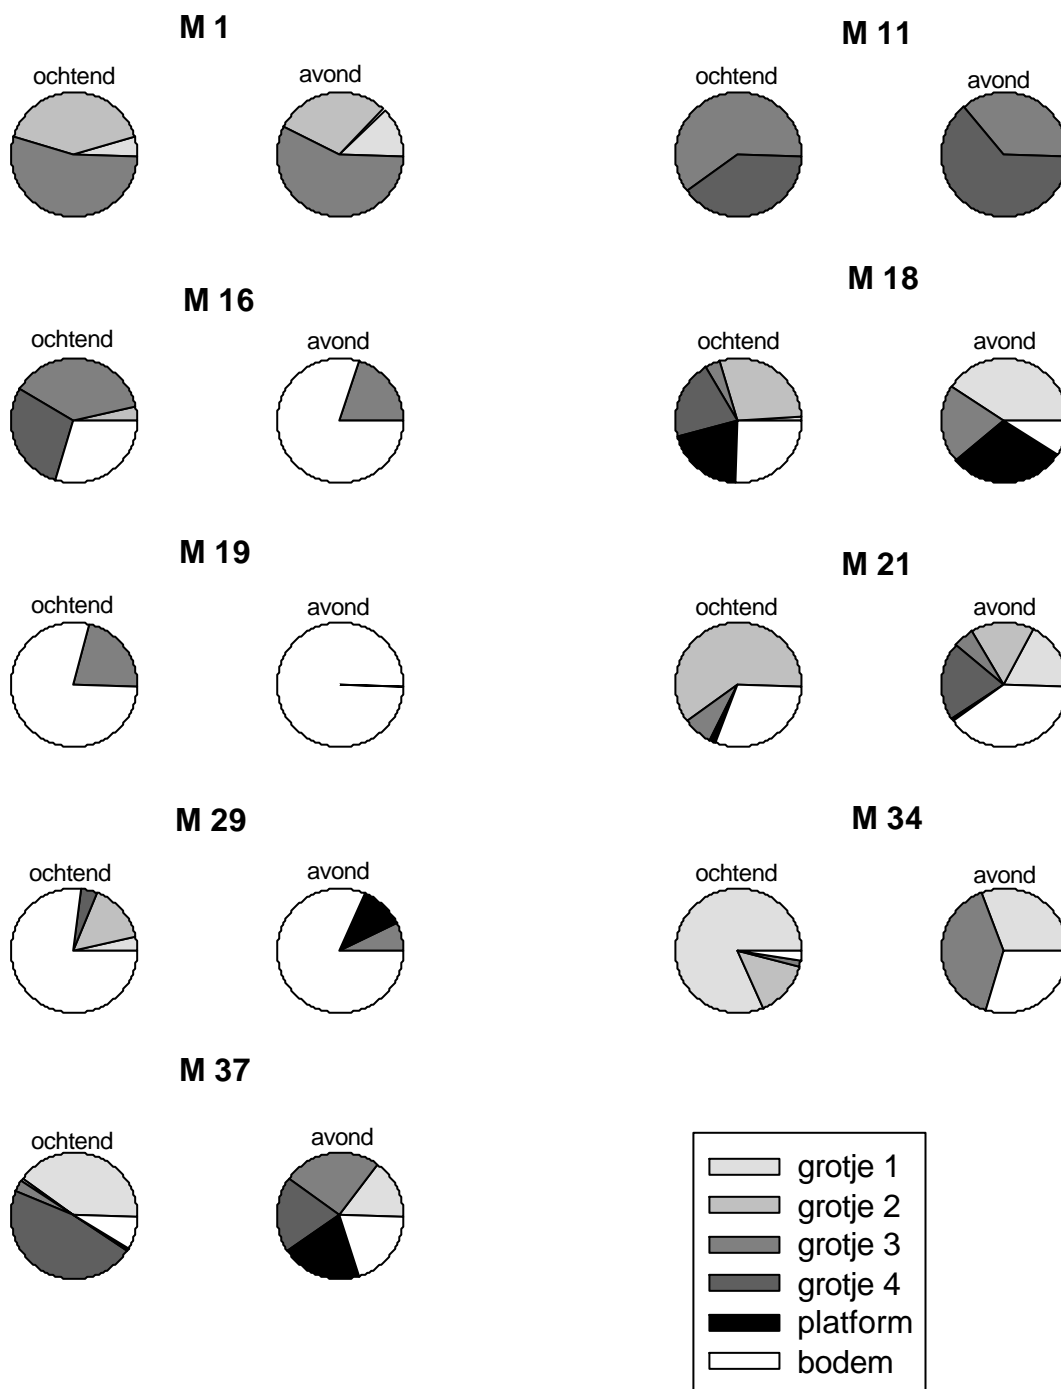 M 1
ochtend
avond
M 11
ochtend
avond
M 16
ochtend
avond
M 18
ochtend
avond
M 19
ochtend
avond
M 21
ochtend
avond
M 29
ochtend
avond
M 34
ochtend
avond
M 37
ochtend
avond
grotje 1
grotje 2
grotje 3
grotje 4
platform
bodem